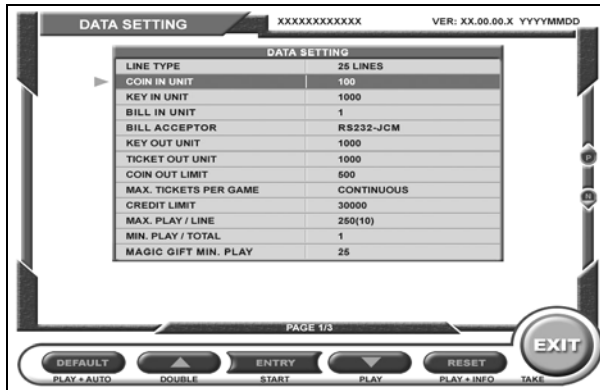 DATA SETTING XXXXXXXXXXXX VER: XX.00.00.X YYYYMMDD
DATA SETTING
LINE TYPE 25 LINES
COIN IN UNIT 100
KEY IN UNIT 1000
BILL IN UNIT 1
BILL ACCEPTOR RS232-JCM
KEY OUT UNIT 1000
TICKET OUT UNIT 1000
COIN OUT LIMIT 500
MAX. TICKETS PER GAME CONTINUOUS
CREDIT LIMIT 30000
MAX. PLAY / LINE 250(10)
MIN. PLAY / TOTAL 1
MAGIC GIFT MIN. PLAY 25
P
N
PAGE 1/3
DEFAULT ENTRY RESET EXIT
PLAY + AUTO DOUBLE START PLAY PLAY + INFO TAKE